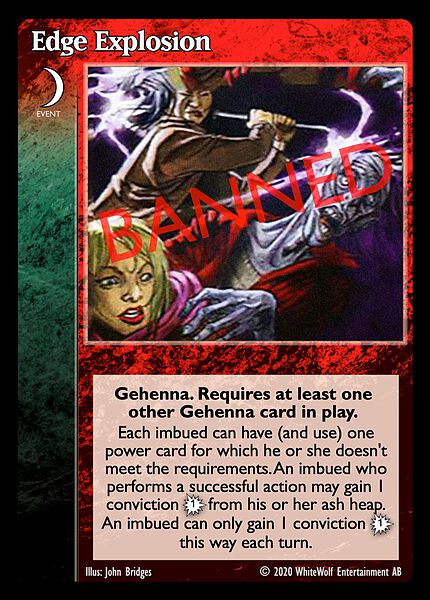 Edge Explosion
EVENT
BANNED
Gehenna. Requires at least one
other Gehenna card in play.
Each imbued can have (and use) one
power card for which he or she doesn't
meet the requirements. An imbued who
performs a successful action may gain 1
conviction 1 from his or her ash heap.
An imbued can only gain 1 conviction 1
this way each turn.
Illus: John Bridges
© 2020 WhiteWolf Entertainment AB